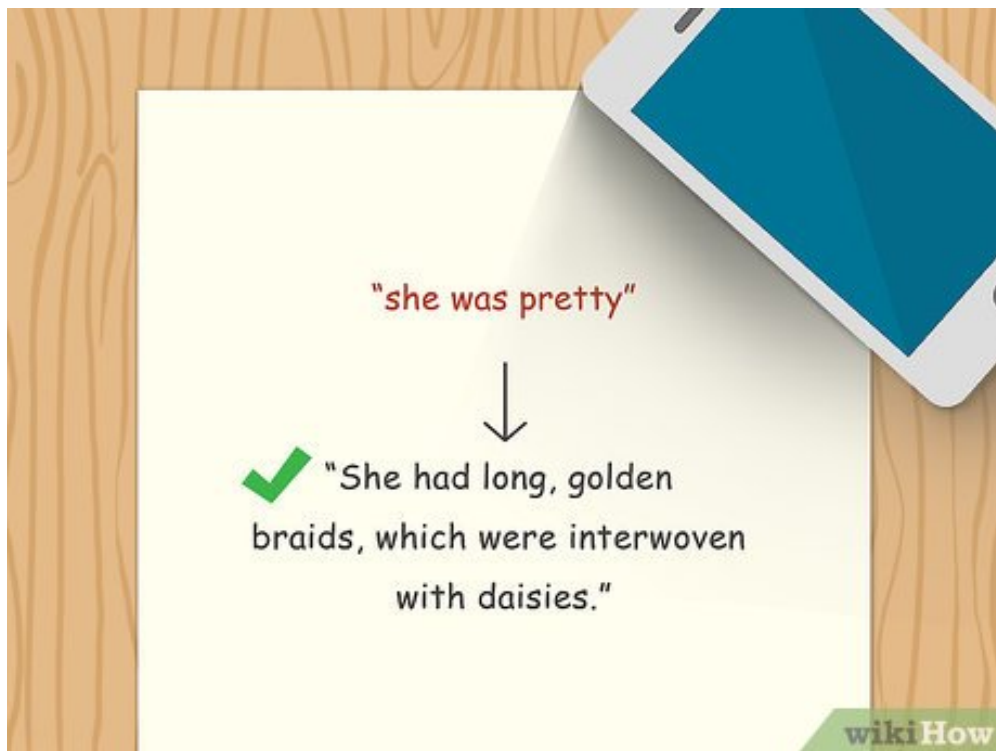 “she was pretty”
“She had long, golden
braids, which were interwoven
with daisies.”
wikiHow